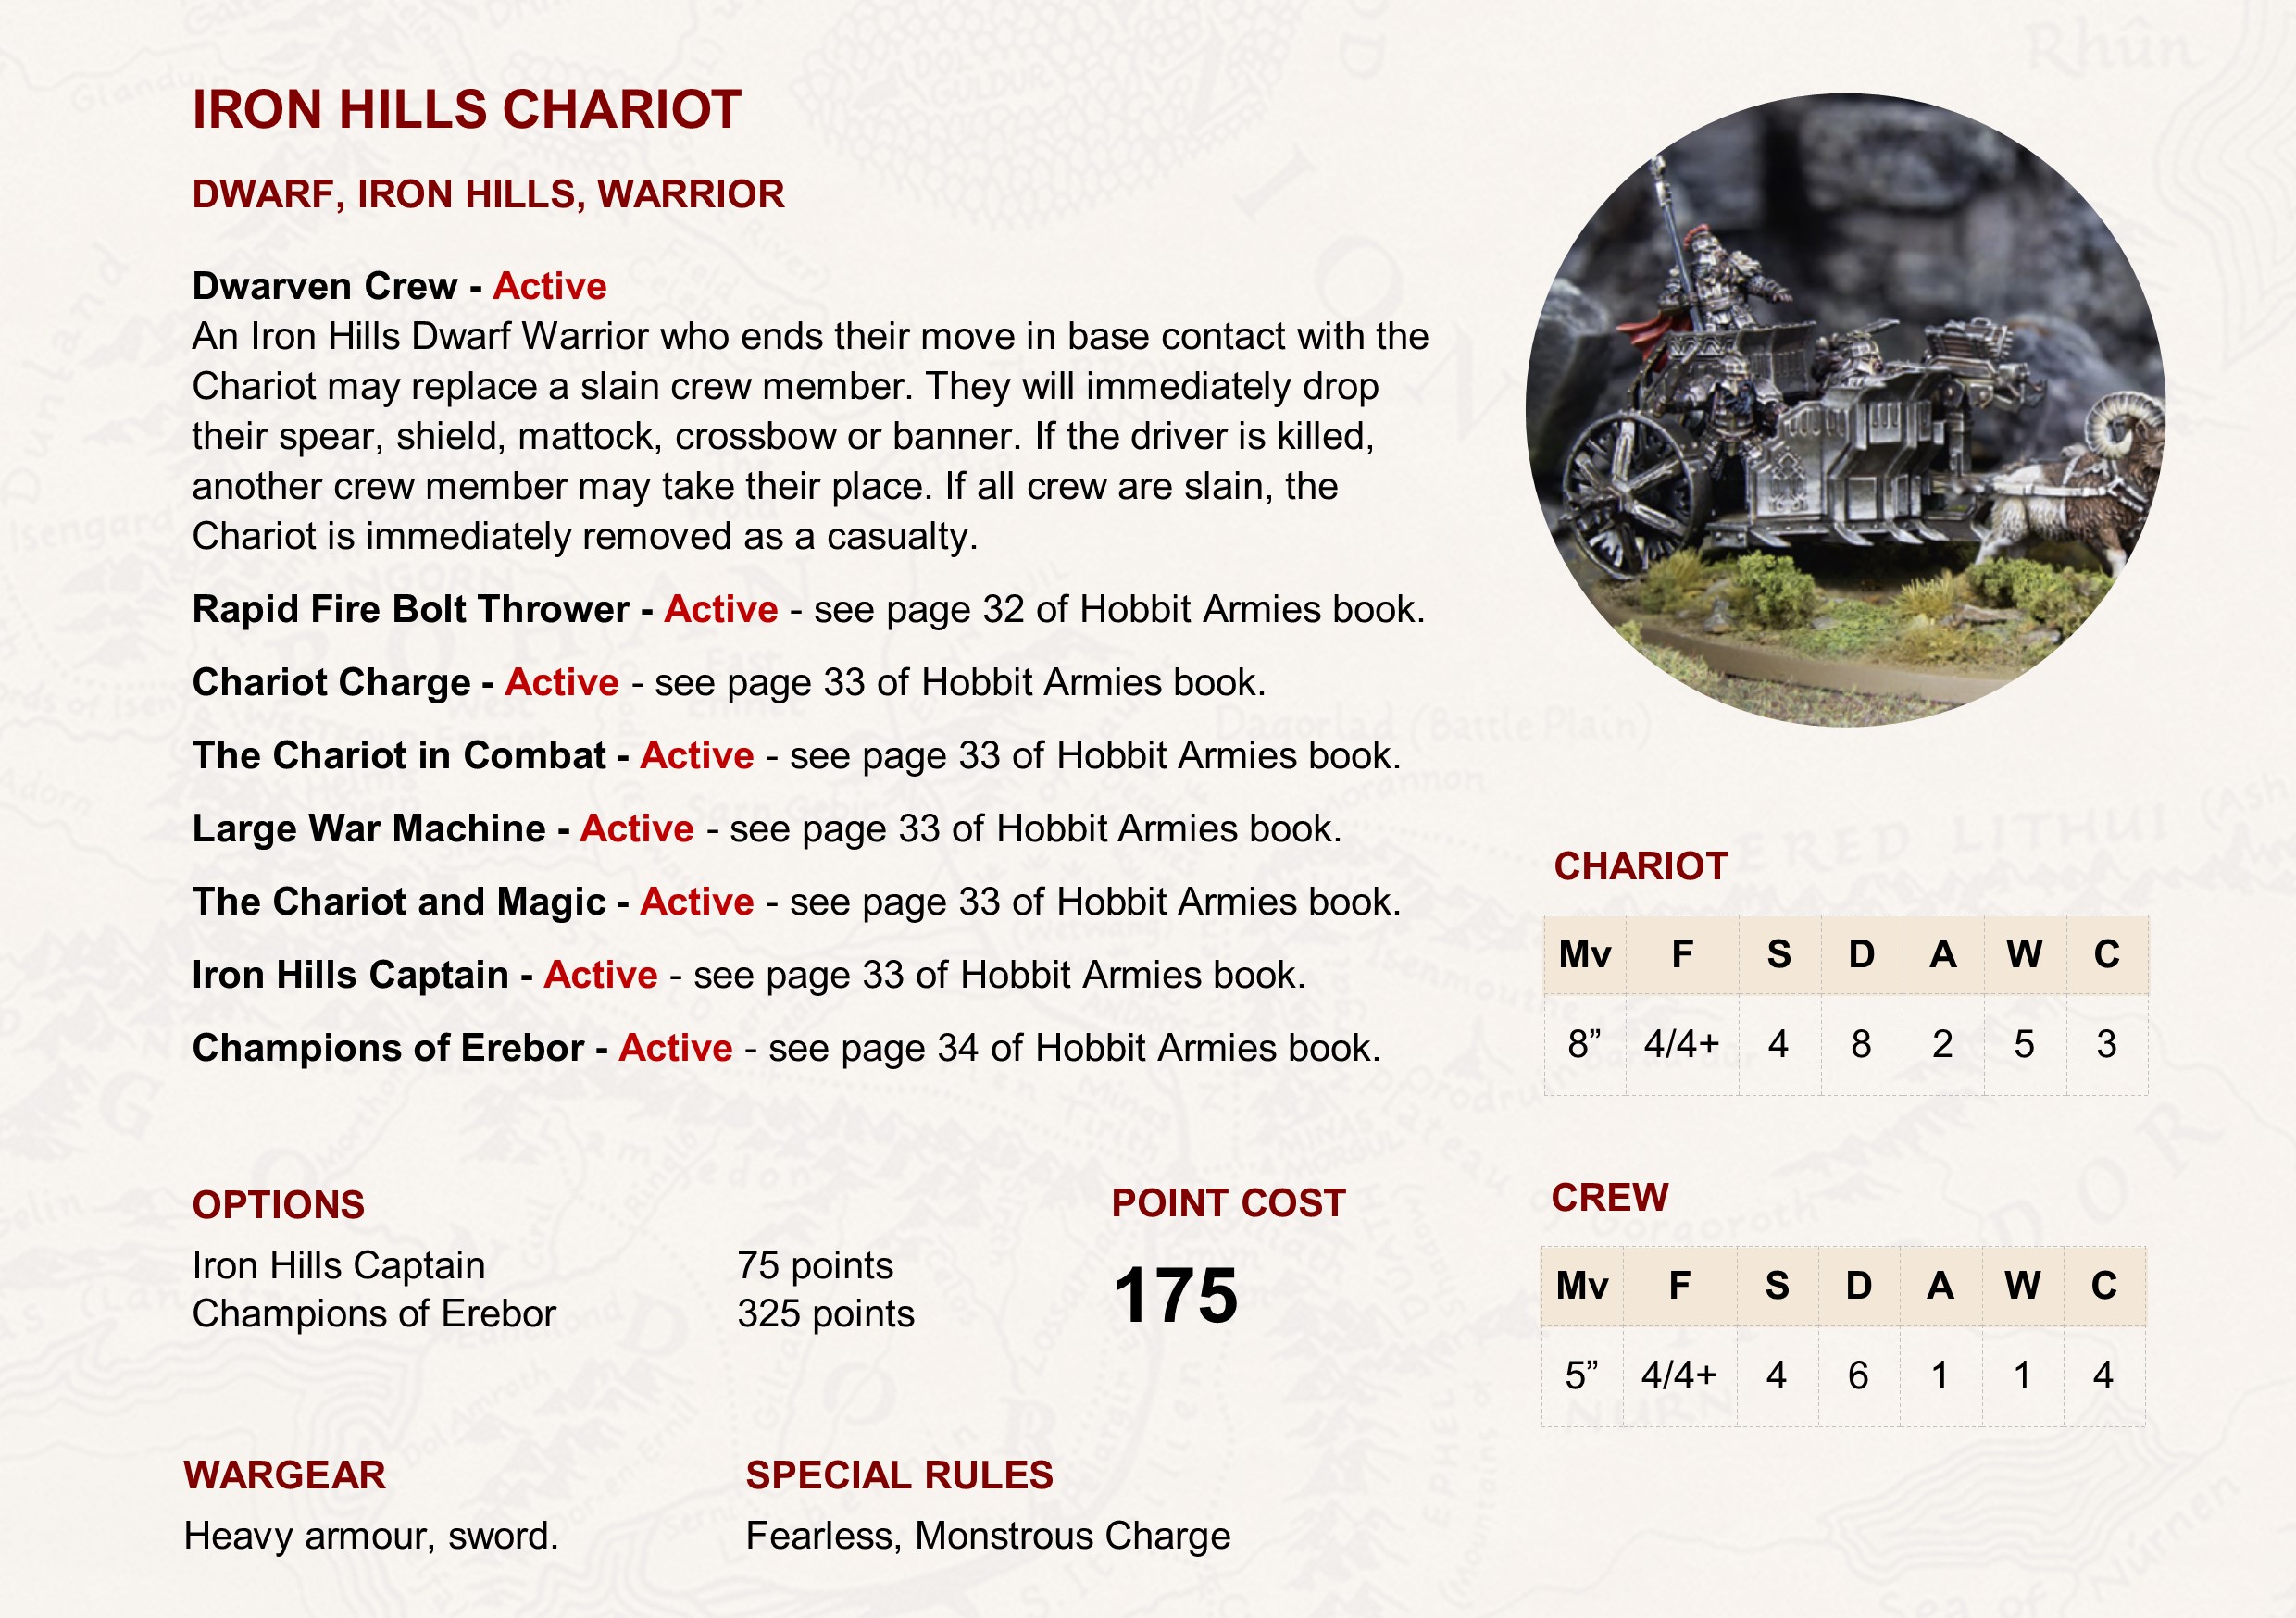 IRON HILLS CHARIOT
DWARF, IRON HILLS, WARRIOR
Dwarven Crew - Active
An Iron Hills Dwarf Warrior who ends their move in base contact with the
Chariot may replace a slain crew member. They will immediately drop
their spear, shield, mattock, crossbow or banner. If the driver is killed,
another crew member may take their place. If all crew are slain, the
Chariot is immediately removed as a casualty.
Rapid Fire Bolt Thrower - Active - see page 32 of Hobbit Armies book.
Chariot Charge - Active - see page 33 of Hobbit Armies book.
The Chariot in Combat - Active - see page 33 of Hobbit Armies book.
Large War Machine - Active - see page 33 of Hobbit Armies book.
The Chariot and Magic - Active - see page 33 of Hobbit Armies book.
Iron Hills Captain - Active - see page 33 of Hobbit Armies book.
Champions of Erebor - Active - see page 34 of Hobbit Armies book.
OPTIONS
Iron Hills Captain 75 points
Champions of Erebor 325 points
POINT COST
175
WARGEAR
Heavy armour, sword.
SPECIAL RULES
Fearless, Monstrous Charge
CHARIOT
Mv F S D A W C
8” 4/4+ 4 8 2 5 3
CREW
Mv F S D A W C
5” 4/4+ 4 6 1 1 4
Rhûn
Dunland
Isengard
Dagorlad (Battle Plain)
Morannon
Adorn